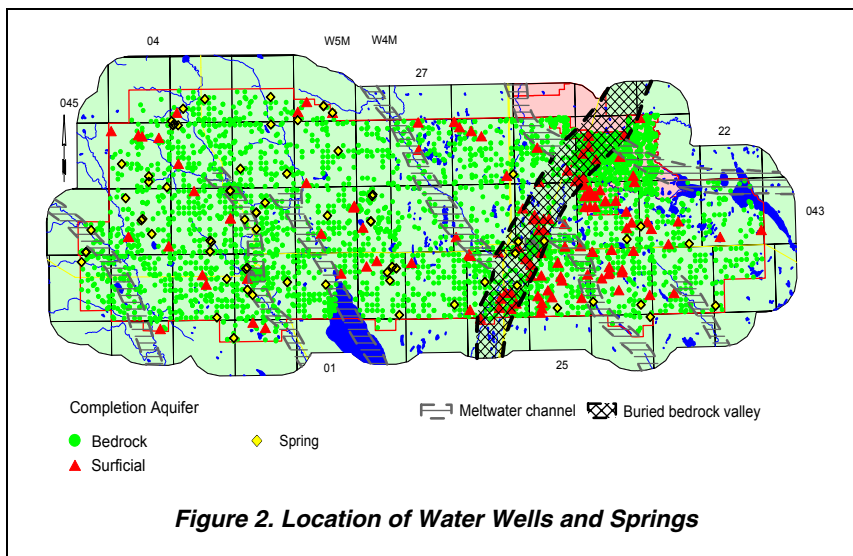 04
W5M W4M
27
045
22
043
01
25
Completion Aquifer
Meltwater channel
Buried bedrock valley
Bedrock
Spring
Surficial
Figure 2. Location of Water Wells and Springs